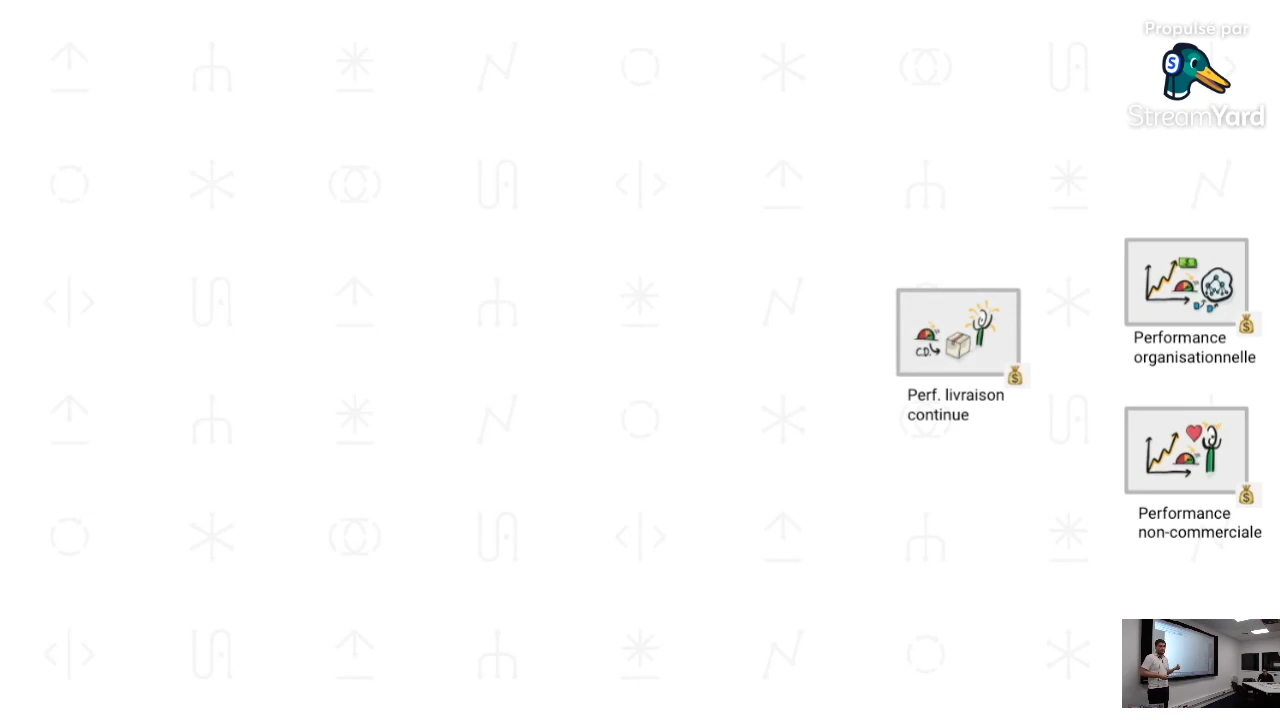 Propulsé par
StreamYard
Performance
organisationnelle
C.D.
Perf. livraison
continue
Performance
non-commerciale